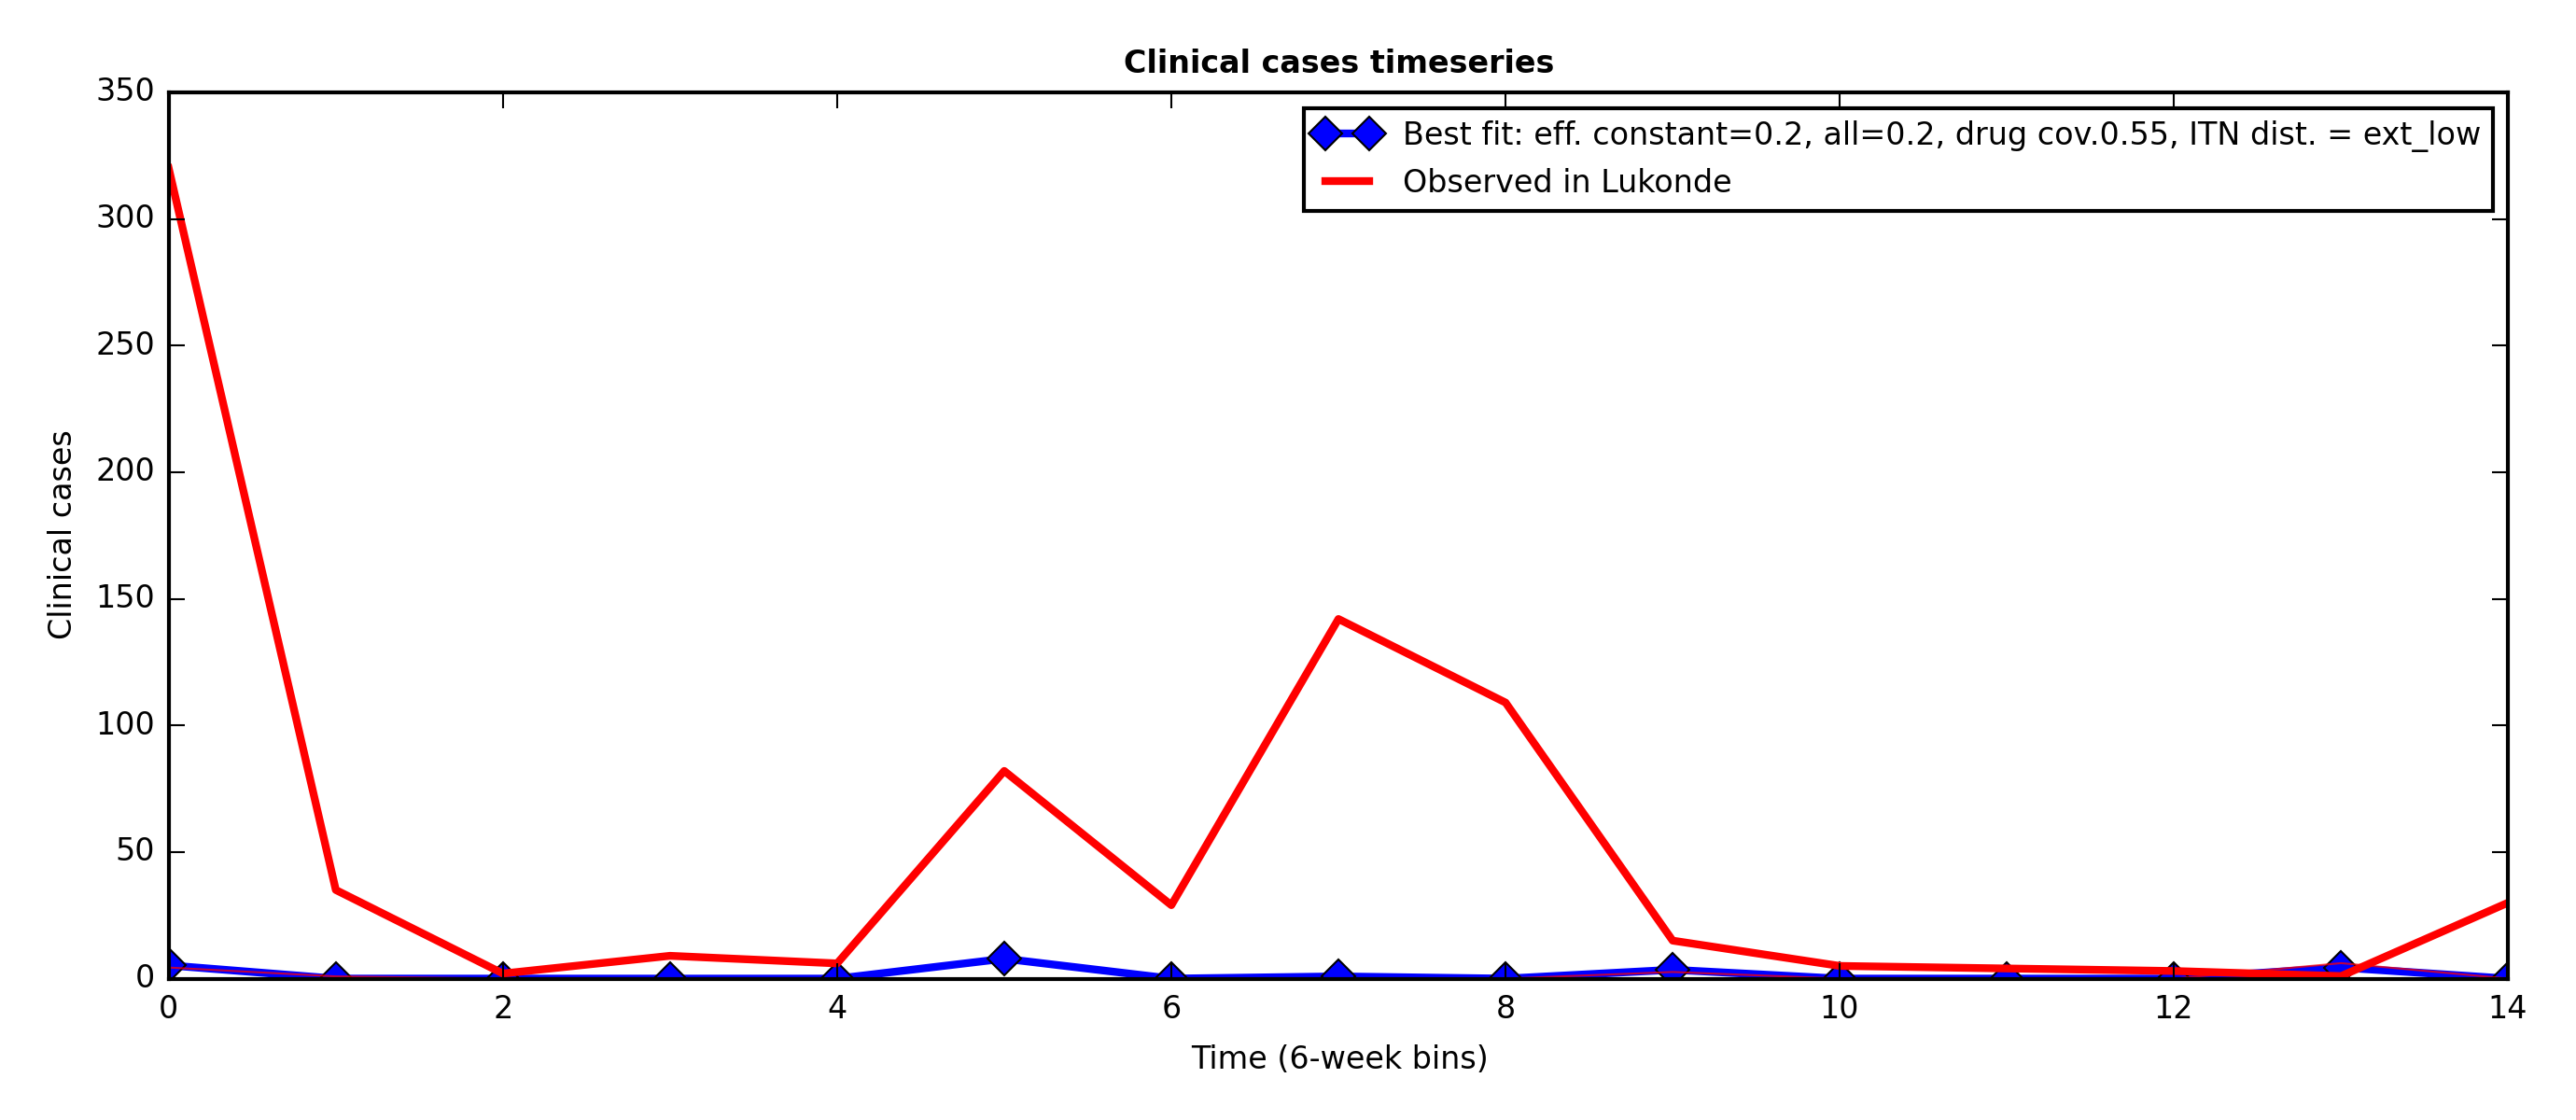 Clinical cases timeseries
350
300
250
200
150
100
50
0
Clinical cases
Best fit: eff. constant=0.2, all=0.2, drug cov.0.55, ITN dist. = ext_low
Observed in Lukonde
0 2 4 6 8 10 12 14
Time (6-week bins)